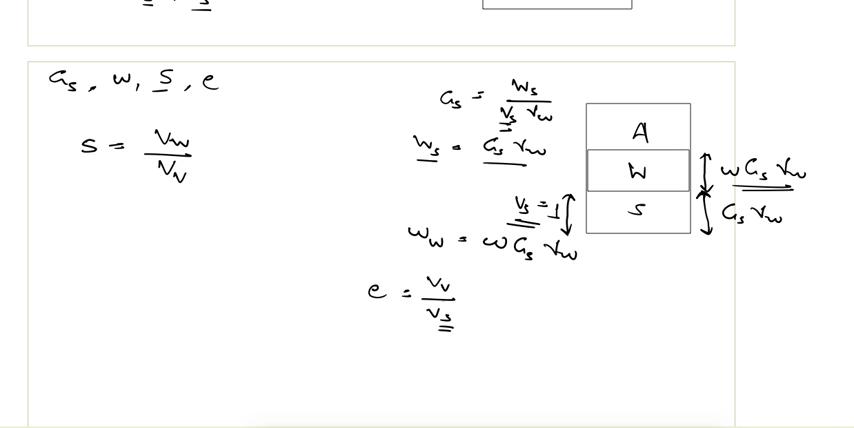 Gs, w, S, e
S = Vw / Vv
Gs = Ws / Vs γw
Ws = Gs γw
Vs = 1
Ww = w Gs γw
e = Vv / Vs
A
W
S
w Gs γw
Gs γw